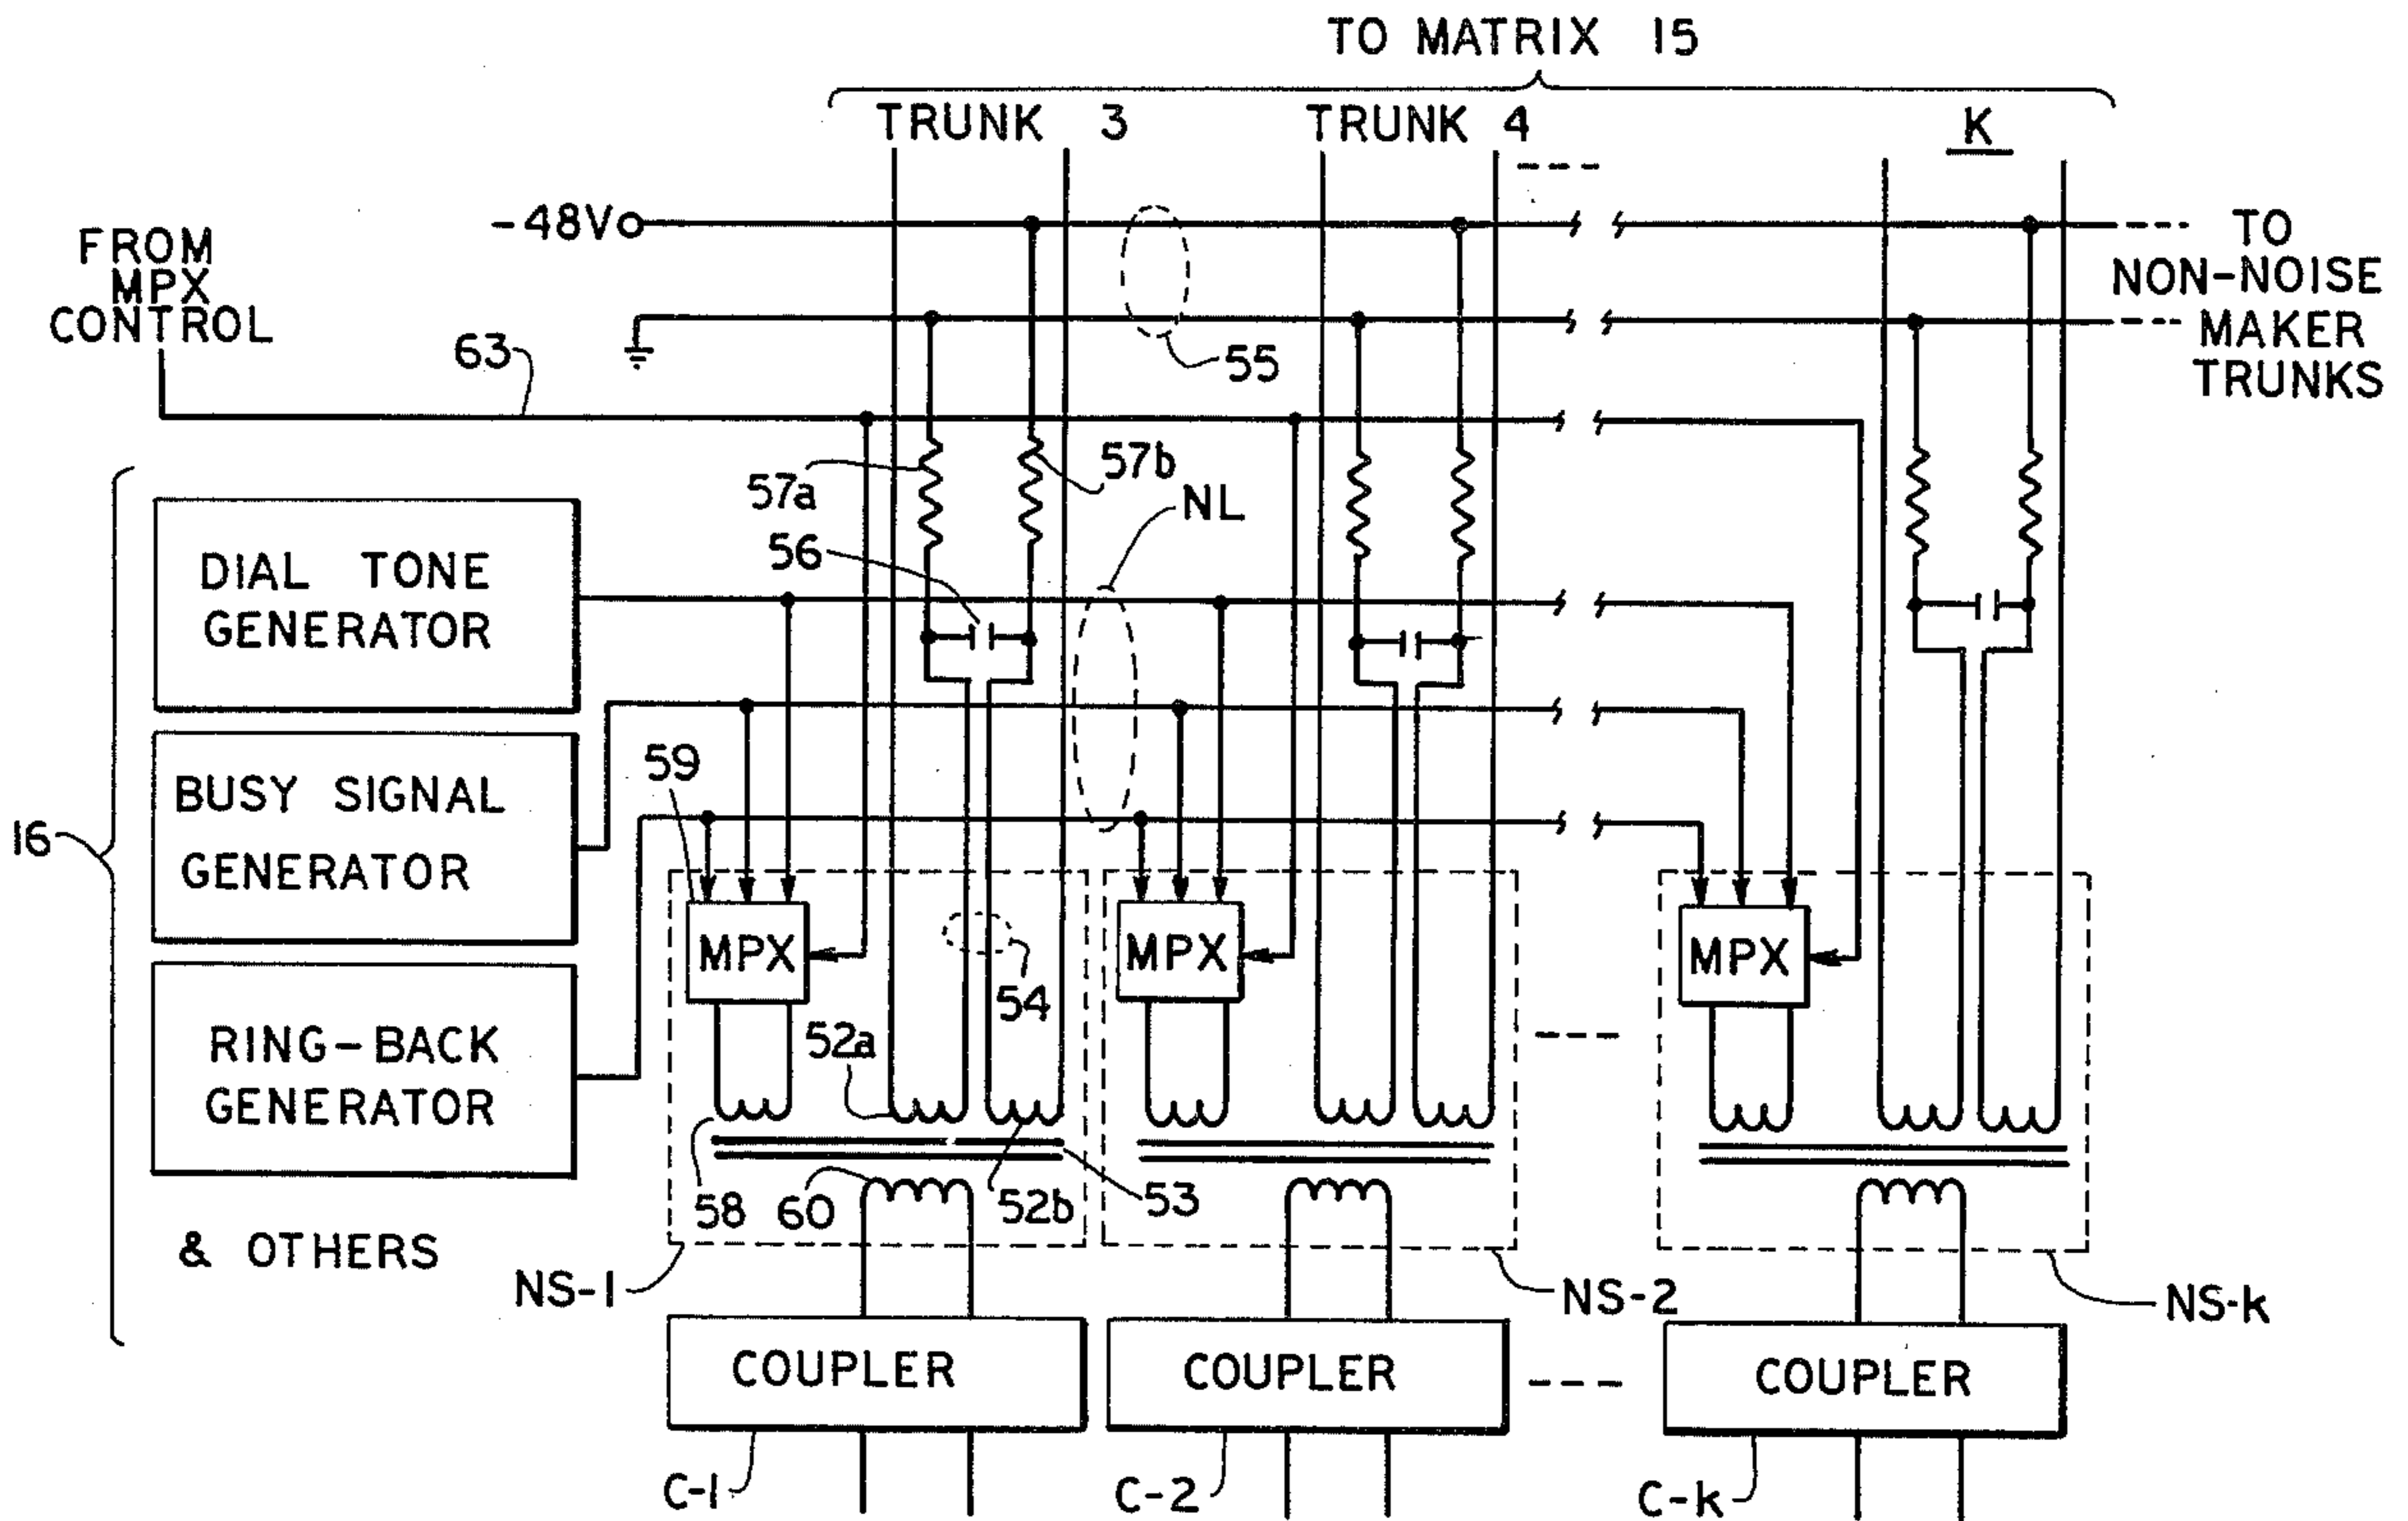 TO MATRIX 15
TRUNK 3
TRUNK 4
K
-48V
FROM
MPX
CONTROL
TO
NON-NOISE
MAKER
TRUNKS
63
55
57a
57b
NL
56
DIAL TONE
GENERATOR
59
BUSY SIGNAL
GENERATOR
16
MPX
MPX
MPX
54
52a
RING-BACK
GENERATOR
58
60
52b
53
& OTHERS
NS-1
NS-2
NS-k
COUPLER
COUPLER
COUPLER
C-1
C-2
C-k